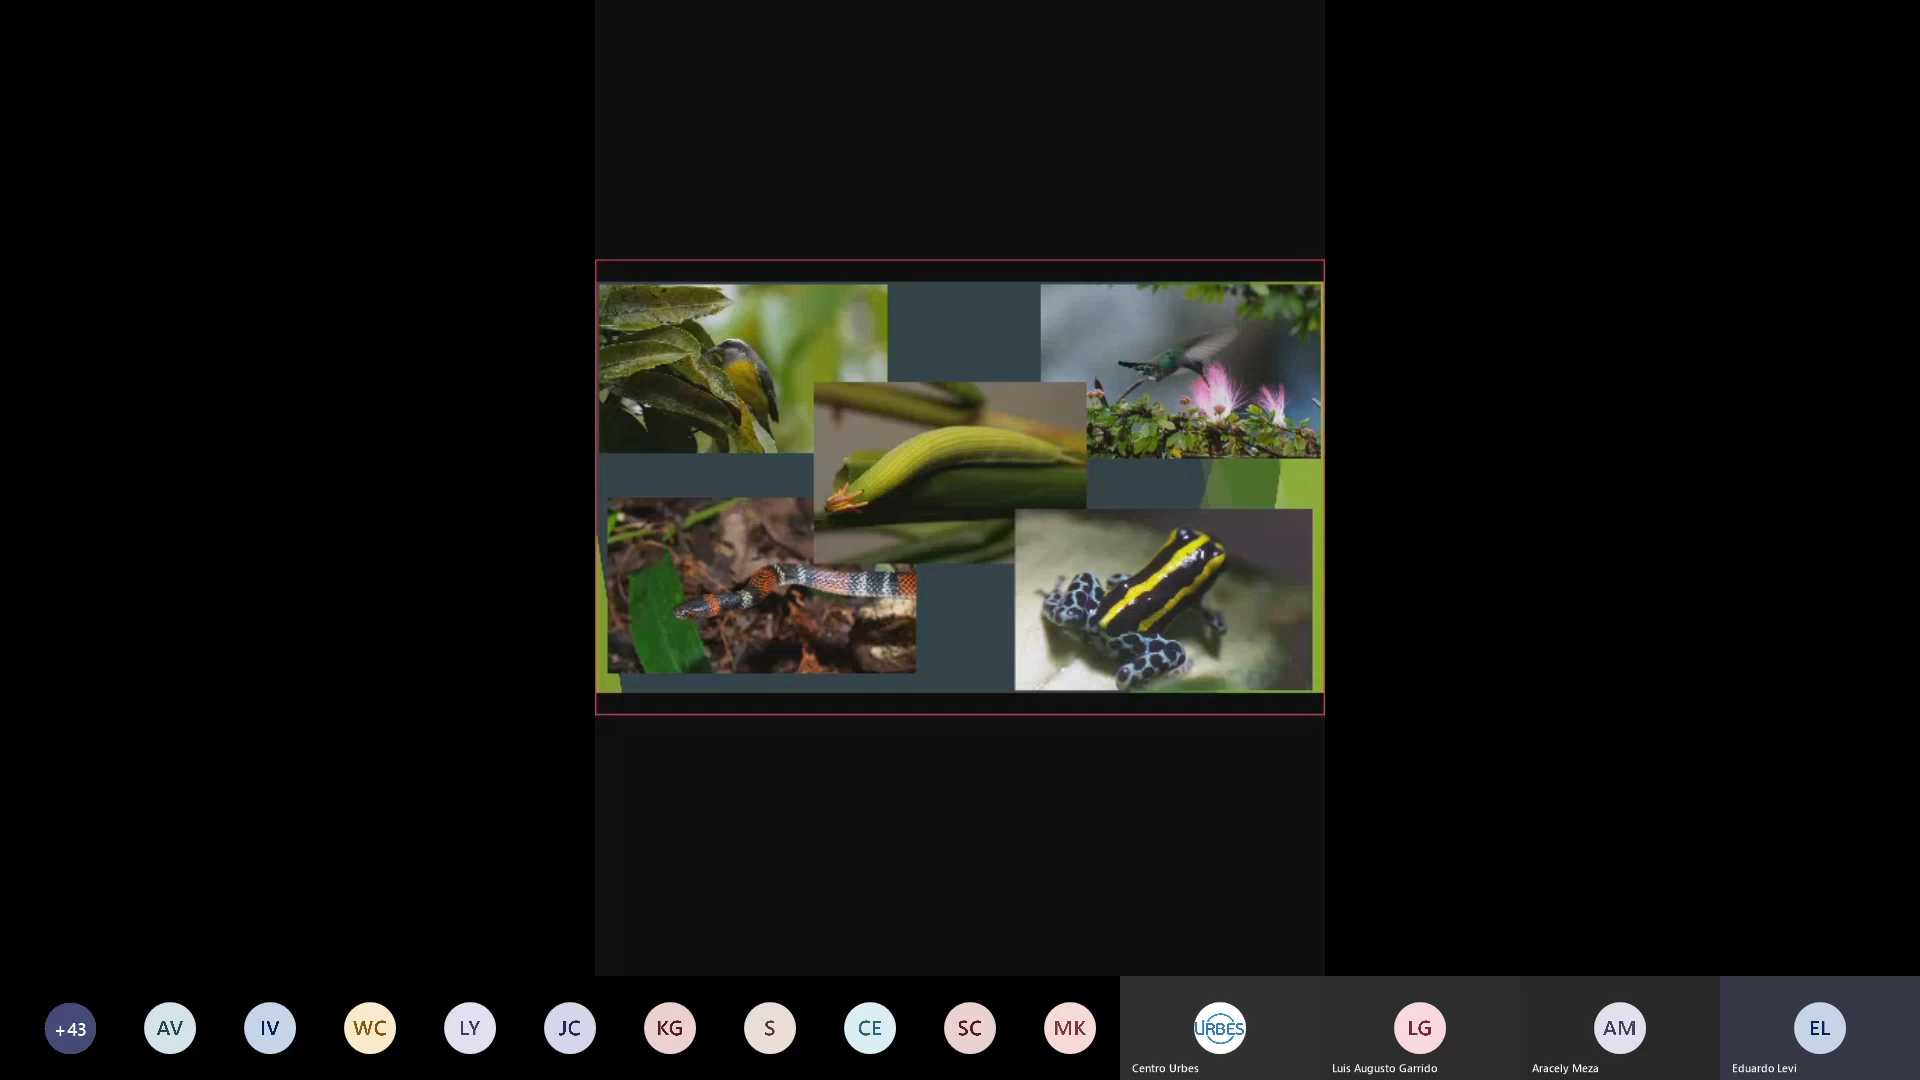 +43
AV
IV
WC
LY
JC
KG
S
CE
SC
MK
URBES
LG
AM
EL
Centro Urbes
Luis Augusto Garrido
Aracely Meza
Eduardo Levi